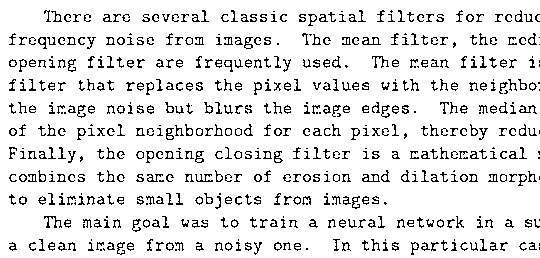 There are several classic spatial filters for reduc
frequency noise from images. The mean filter, the medi
opening filter are frequently used. The mean filter is
filter that replaces the pixel values with the neighbor
the image noise but blurs the image edges. The median
of the pixel neighborhood for each pixel, thereby reduc
Finally, the opening closing filter is a mathematical
combines the same number of erosion and dilation morph
to eliminate small objects from images.
The main goal was to train a neural network in a su
a clean image from a noisy one. In this particular cas